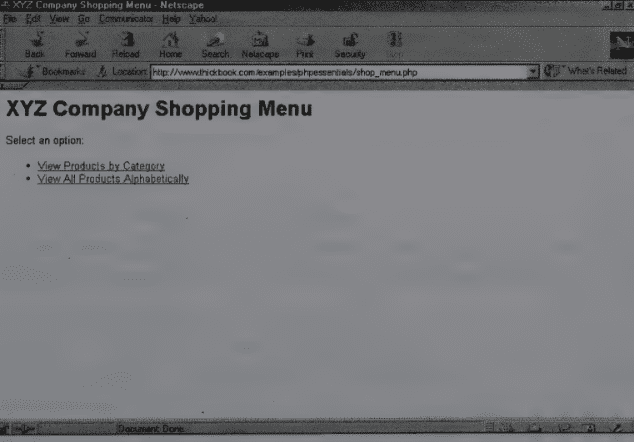 XYZ Company Shopping Menu - Netscape
File Edit View Go Communicator Help Yahoo!
Back Forward Reload Home Search Netscape Print Security
Bookmarks Location: http://www.thickbook.com/examples/phpessentials/shop_menu.php What's Related
XYZ Company Shopping Menu
Select an option:
View Products by Category
View All Products Alphabetically
Document: Done